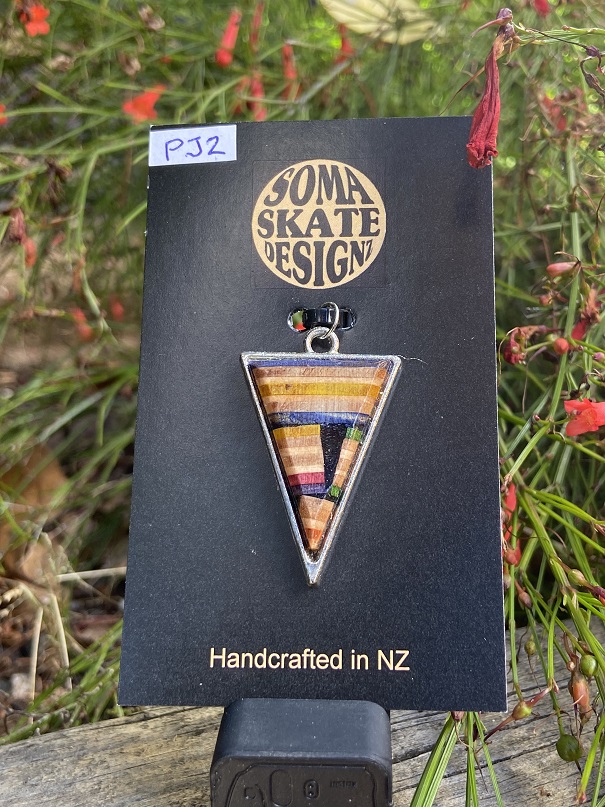 PJ2
SOMA
SKATE
DESIGNZ
Handcrafted in NZ